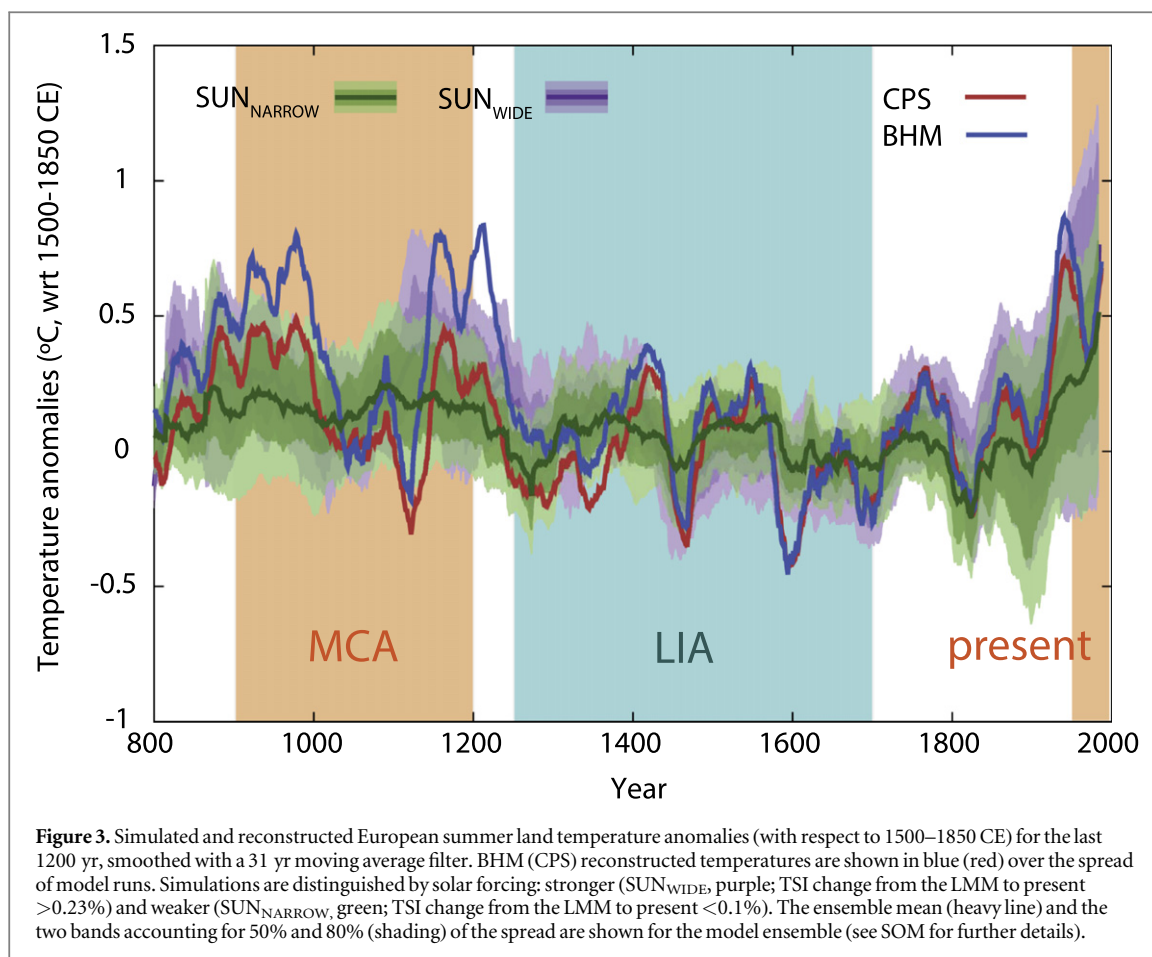 1.5
SUN_NARROW SUN_WIDE CPS
BHM
1
0.5
0
-0.5
-1
Temperature anomalies (ºC, wrt 1500-1850 CE)
MCA LIA present
800 1000 1200 1400 1600 1800 2000
Year
Figure 3. Simulated and reconstructed European summer land temperature anomalies (with respect to 1500–1850 CE) for the last
1200 yr, smoothed with a 31 yr moving average filter. BHM (CPS) reconstructed temperatures are shown in blue (red) over the spread
of model runs. Simulations are distinguished by solar forcing: stronger (SUN_WIDE, purple; TSI change from the LMM to present
>0.23%) and weaker (SUN_NARROW, green; TSI change from the LMM to present <0.1%). The ensemble mean (heavy line) and the
two bands accounting for 50% and 80% (shading) of the spread are shown for the model ensemble (see SOM for further details).